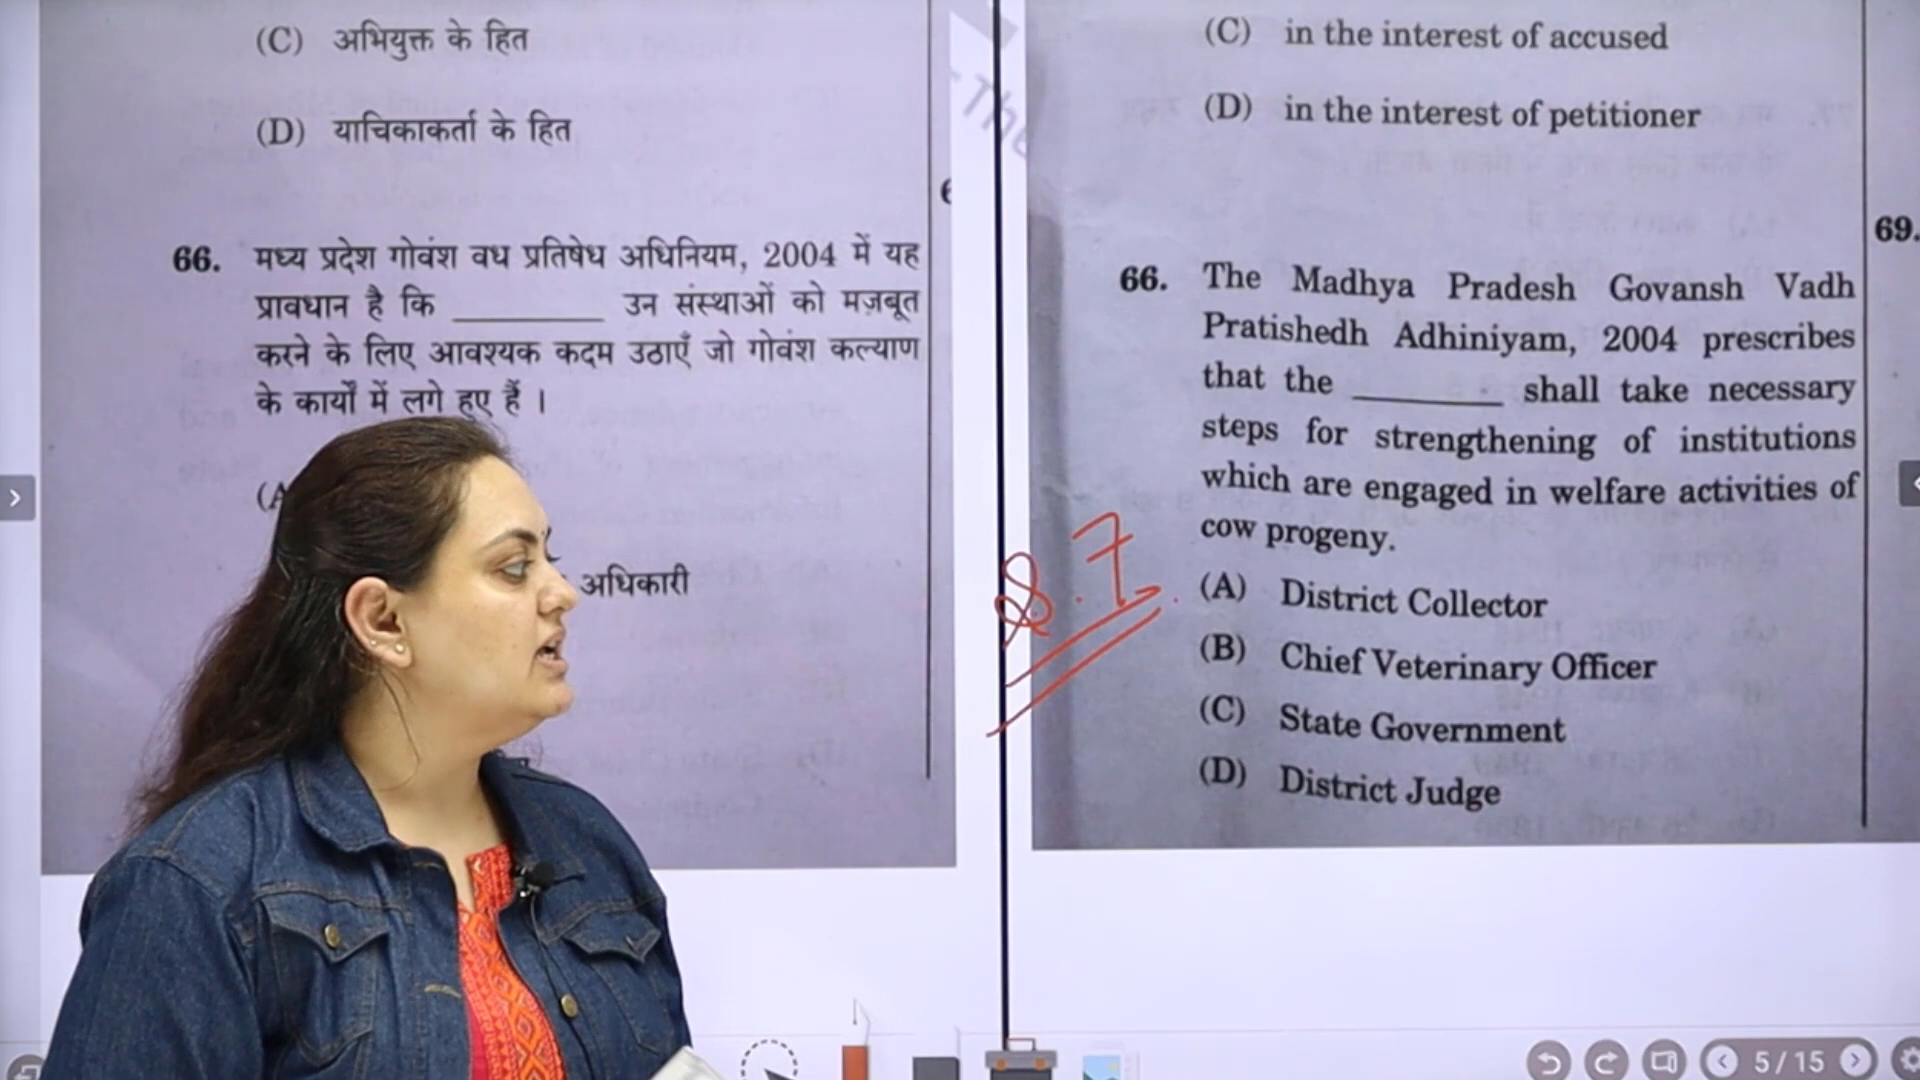 (C) अभियुक्त के हित
(D) याचिकाकर्ता के हित
66. मध्य प्रदेश गोवंश वध प्रतिषेध अधिनियम, 2004 में यह
प्रावधान है कि __________ उन संस्थाओं को मज़बूत
करने के लिए आवश्यक कदम उठाएँ जो गोवंश कल्याण
के कार्यों में लगे हुए हैं ।
(A
अधिकारी
-The
(C) in the interest of accused
(D) in the interest of petitioner
66. The Madhya Pradesh Govansh Vadh
Pratishedh Adhiniyam, 2004 prescribes
that the __________ shall take necessary
steps for strengthening of institutions
which are engaged in welfare activities of
cow progeny.
(A) District Collector
(B) Chief Veterinary Officer
(C) State Government
(D) District Judge
69.
5/15